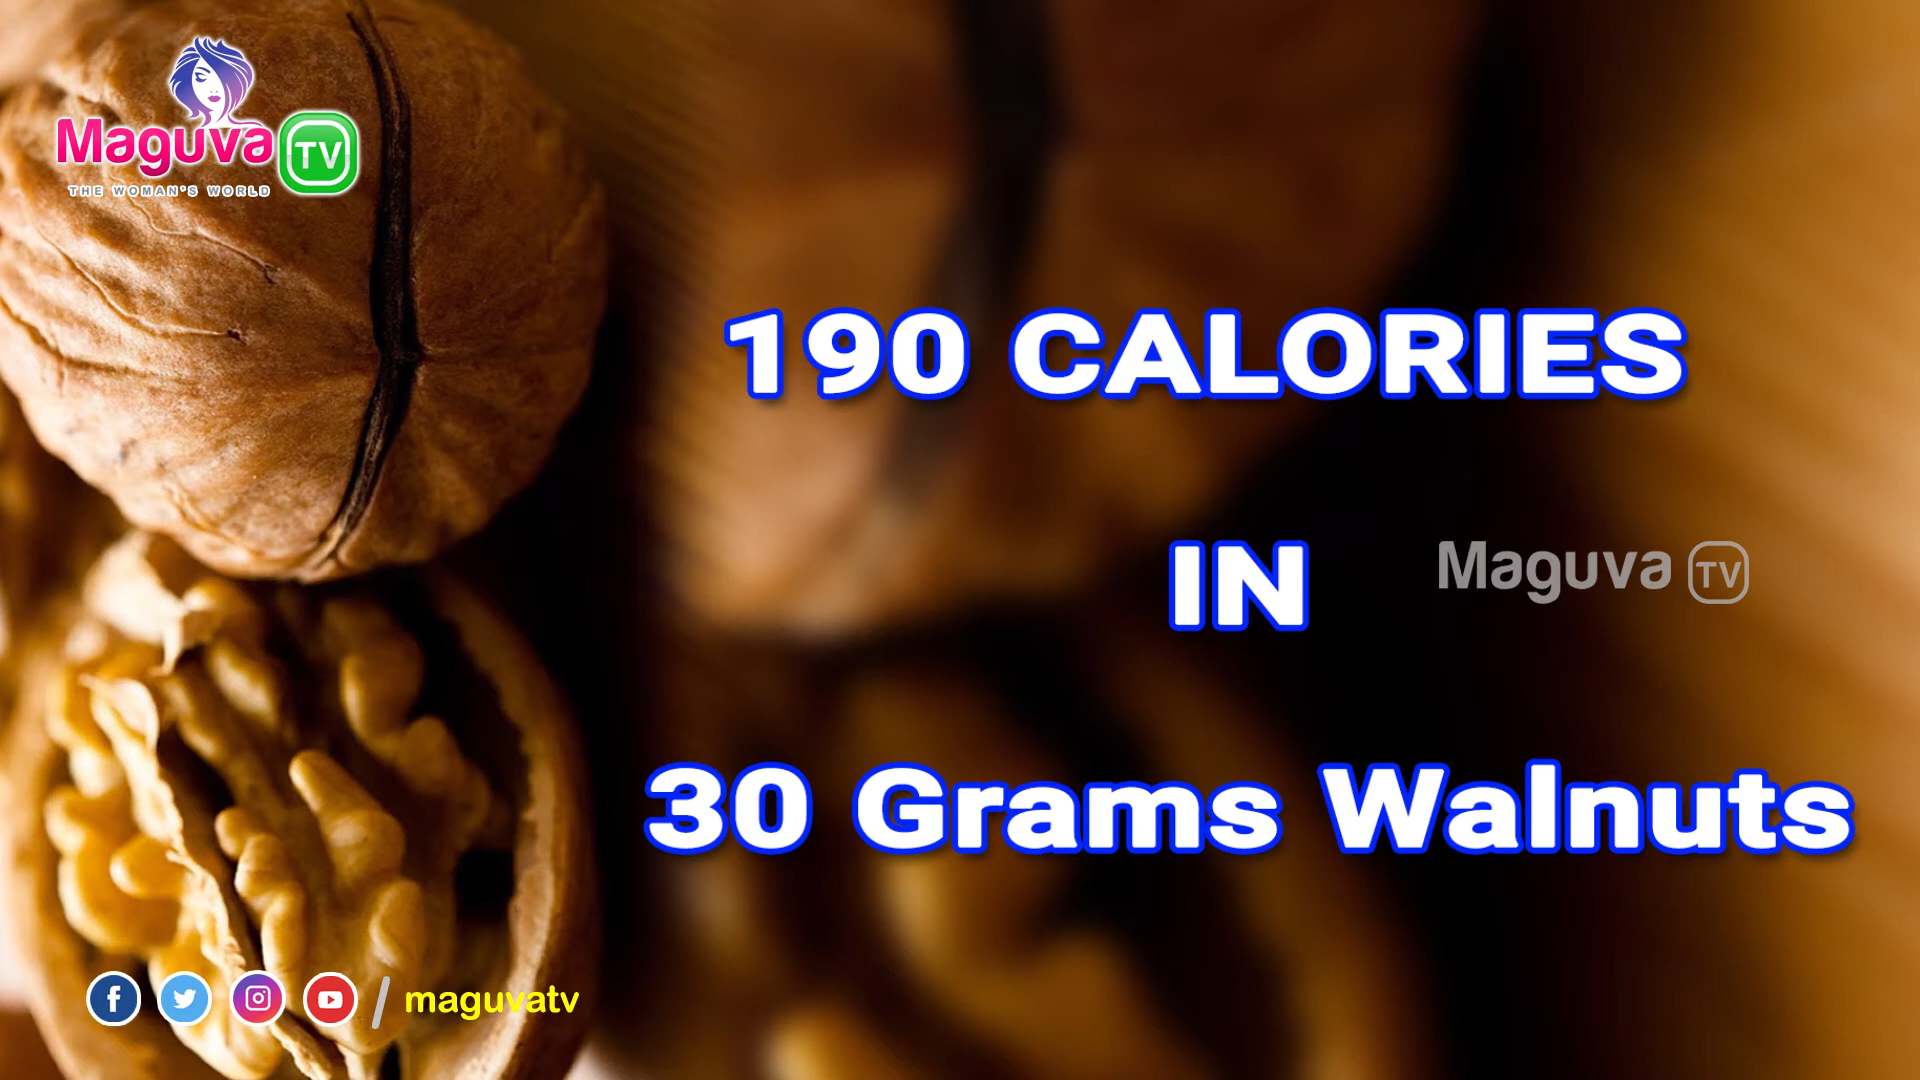 Maguva TV
THE WOMAN'S WORLD
190 CALORIES
IN
Maguva TV
30 Grams Walnuts
f / maguvatv